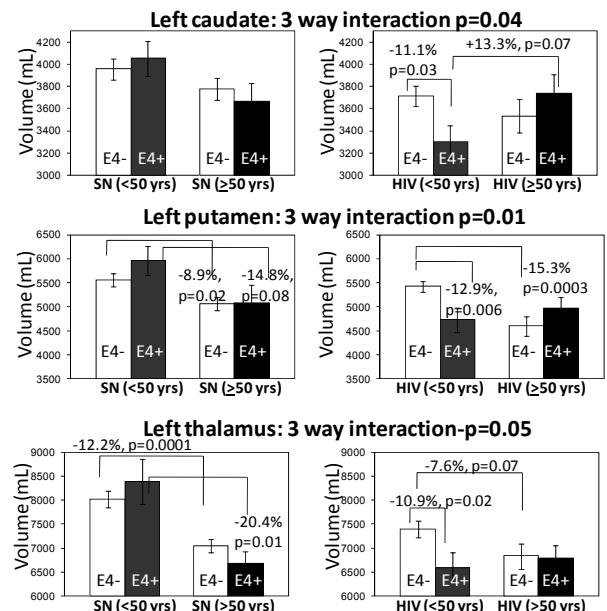 Left caudate: 3 way interaction p=0.04
Volume (mL)
4200
4000
3800
3600
3400
3200
3000
E4- E4+ E4- E4+
SN (<50 yrs) SN (≥50 yrs)
4200
4000
3800
3600
3400
3200
3000
-11.1%
p=0.03
+13.3%, p=0.07
E4- E4+ E4- E4+
HIV (<50 yrs) HIV (≥50 yrs)
Left putamen: 3 way interaction p=0.01
Volume (mL)
6500
6000
5500
5000
4500
4000
3500
-8.9%,
p=0.02
-14.8%,
p=0.08
E4- E4+ E4- E4+
SN (<50 yrs) SN (≥50 yrs)
6500
6000
5500
5000
4500
4000
3500
-12.9%,
p=0.006
-15.3%
p=0.0003
E4- E4+ E4- E4+
HIV (<50 yrs) HIV (≥50 yrs)
Left thalamus: 3 way interaction-p=0.05
Volume (mL)
9000
8500
8000
7500
7000
6500
6000
-12.2%, p=0.0001
-20.4%
p=0.01
E4- E4+ E4- E4+
SN (<50 yrs) SN (>50 yrs)
9000
8500
8000
7500
7000
6500
6000
-7.6%, p=0.07
-10.9%, p=0.02
E4- E4+ E4- E4+
HIV (<50 yrs) HIV (>50 yrs)